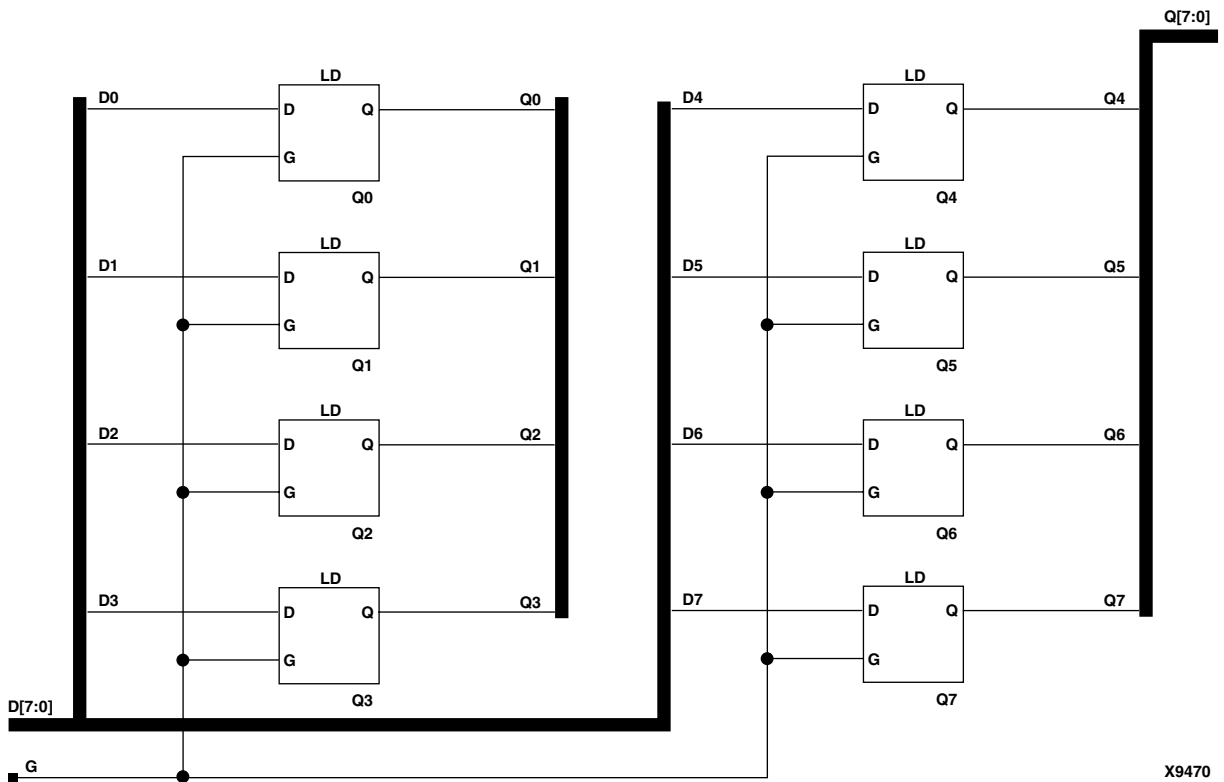 Q[7:0]
LD LD
D0 D Q Q0 D4 D Q Q4
G G
Q0 Q4
LD LD
D1 D Q Q1 D5 D Q Q5
G G
Q1 Q5
LD LD
D2 D Q Q2 D6 D Q Q6
G G
Q2 Q6
LD LD
D3 D Q Q3 D7 D Q Q7
G G
Q3 Q7
D[7:0]
G
X9470